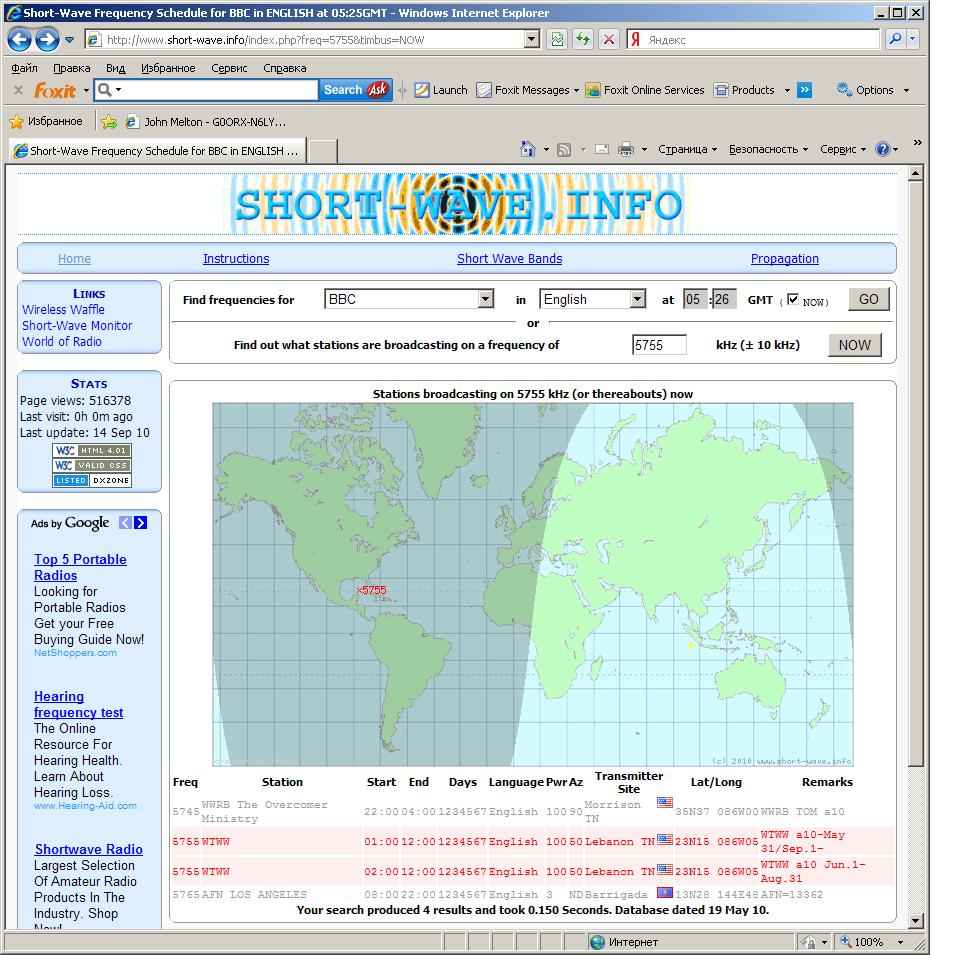 Short-Wave Frequency Schedule for BBC in ENGLISH at 05:25GMT - Windows Internet Explorer
http://www.short-wave.info/index.php?freq=5755&timbus=NOW
Яндекс
Файл Правка Вид Избранное Сервис Справка
Foxit Search Ask Launch Foxit Messages Foxit Online Services Products » Options
Избранное John Melton - G0ORX-N6LY...
Short-Wave Frequency Schedule for BBC in ENGLISH ... Страница Безопасность Сервис »
SHORT-WAVE.INFO
Home Instructions Short Wave Bands Propagation
LINKS
Wireless Waffle
Short-Wave Monitor
World of Radio
Find frequencies for BBC in English at 05 : 26 GMT ( NOW) GO
or
Find out what stations are broadcasting on a frequency of 5755 kHz (± 10 kHz) NOW
STATS
Page views: 516378
Last visit: 0h 0m ago
Last update: 14 Sep 10
W3C HTML 4.01
W3C VALID CSS
LISTED DXZONE
Ads by Google
Top 5 Portable
Radios
Looking for
Portable Radios
Get your Free
Buying Guide Now!
NetShoppers.com
Hearing
frequency test
The Online
Resource For
Hearing Health.
Learn About
Hearing Loss.
www.Hearing-Aid.com
Shortwave Radio
Largest Selection
Of Amateur Radio
Products In The
Industry. Shop
Now!
Stations broadcasting on 5755 kHz (or thereabouts) now
×5755
(c) 2010 www.short-wave.info
Freq Station Start End Days Language Pwr Az Transmitter Site Lat/Long Remarks
5745 WWRB The Overcomer Ministry 22:00 04:00 1234567 English 100 90 Morrison TN 35N37 086W00 WWRB TOM a10
5755 WTWW 01:00 12:00 1234567 English 100 50 Lebanon TN 23N15 086W05 WTWW a10-May 31/Sep.1-
5755 WTWW 02:00 12:00 1234567 English 100 50 Lebanon TN 23N15 086W05 WTWW a10 Jun.1-Aug.31
5765 AFN LOS ANGELES 08:00 22:00 1234567 English 3 ND Barrigada 13N28 144E48 AFN=13362
Your search produced 4 results and took 0.150 Seconds. Database dated 19 May 10.
Интернет 100%